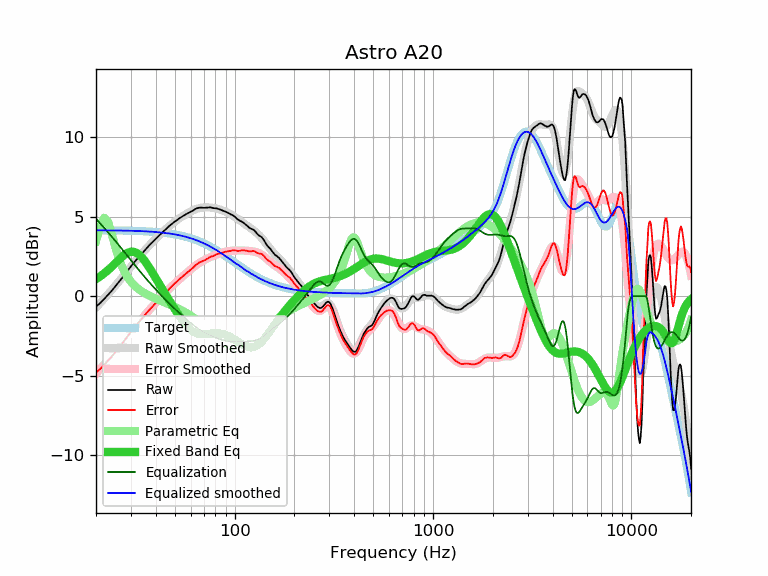 Astro A20
Amplitude (dBr)
10
5
0
−5
−10
Target
Raw Smoothed
Error Smoothed
Raw
Error
Parametric Eq
Fixed Band Eq
Equalization
Equalized smoothed
100
1000
10000
Frequency (Hz)